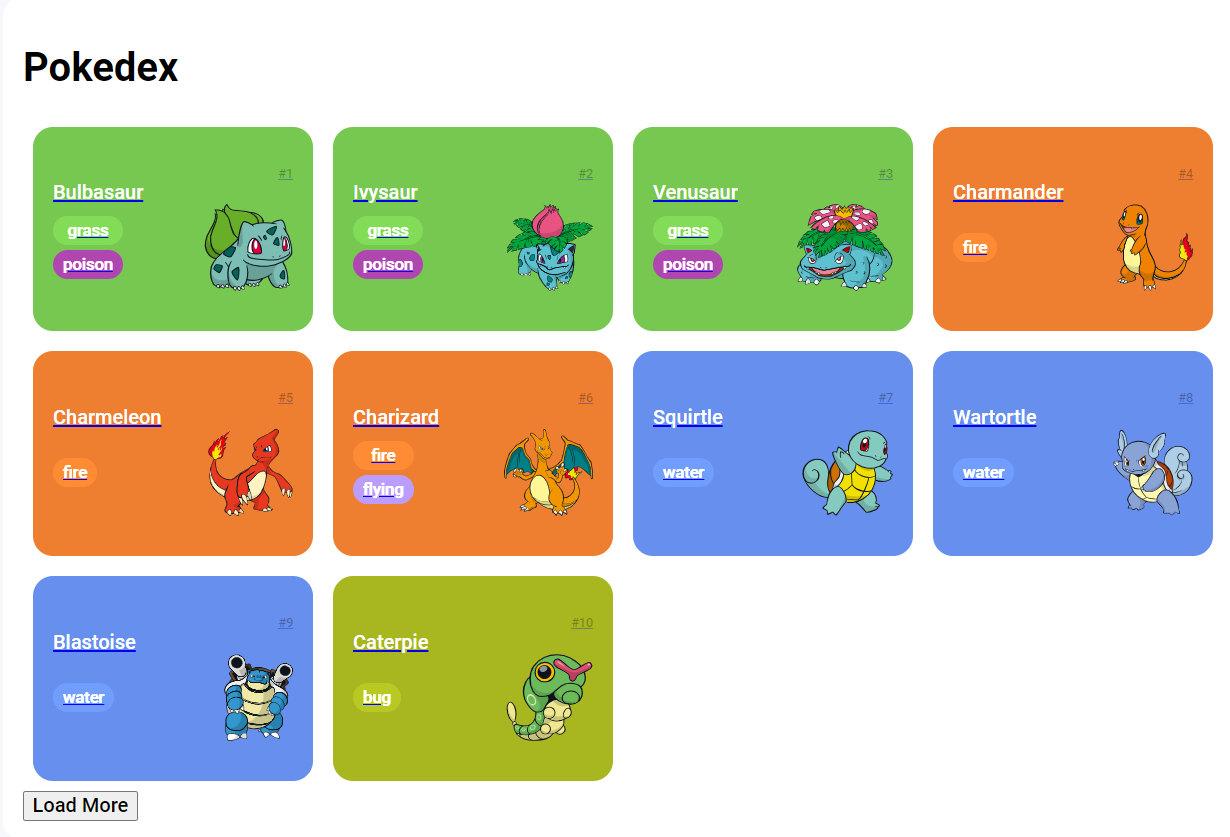 Pokedex
#1
Bulbasaur
grass
poison
#2
Ivysaur
grass
poison
#3
Venusaur
grass
poison
#4
Charmander
fire
#5
Charmeleon
fire
#6
Charizard
fire
flying
#7
Squirtle
water
#8
Wartortle
water
#9
Blastoise
water
#10
Caterpie
bug
Load More